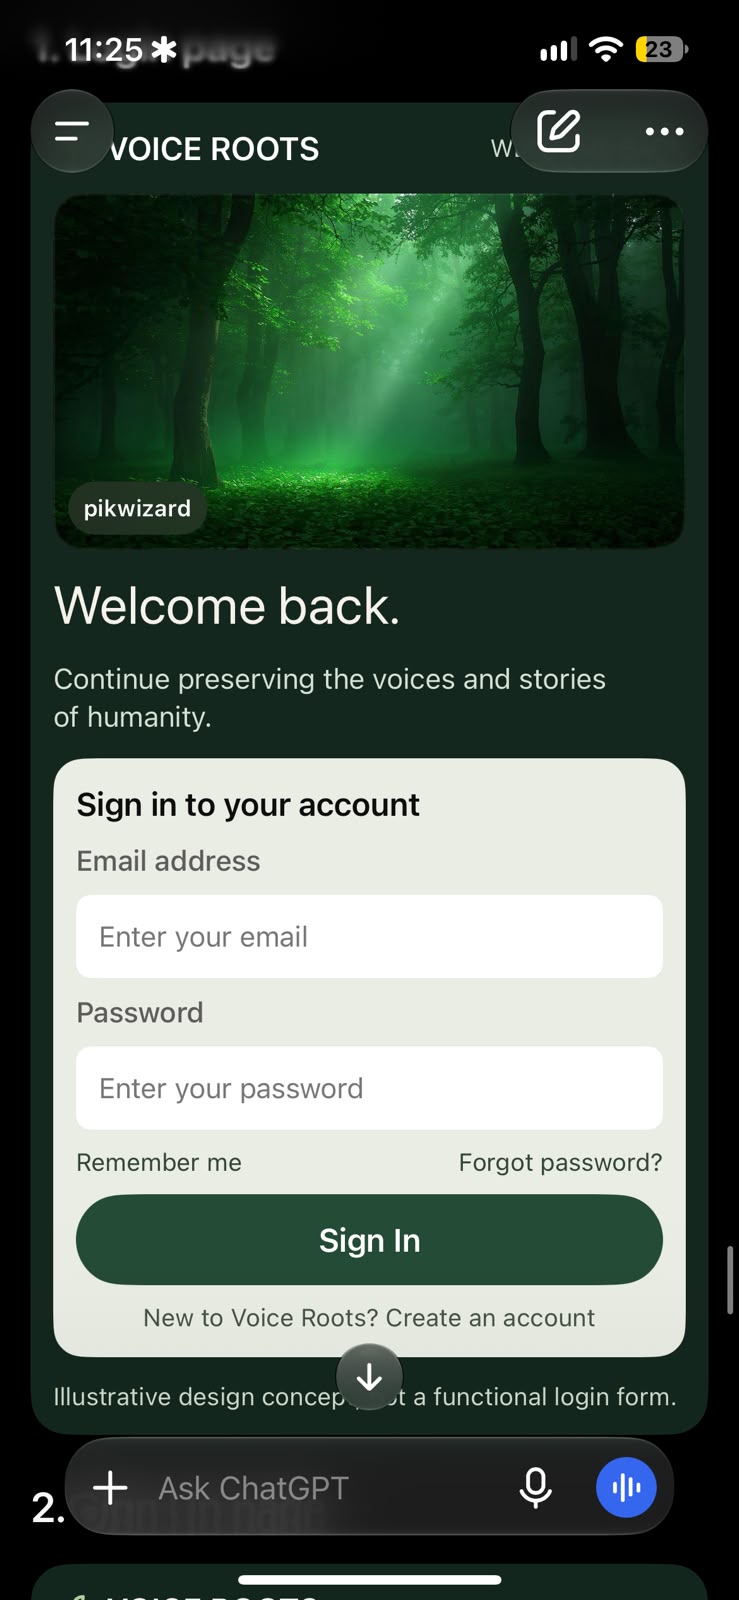 11:25
23
VOICE ROOTS
pikwizard
Welcome back.
Continue preserving the voices and stories
of humanity.
Sign in to your account
Email address
Enter your email
Password
Enter your password
Remember me
Forgot password?
Sign In
New to Voice Roots? Create an account
Illustrative design a functional login form.
2.
Ask ChatGPT